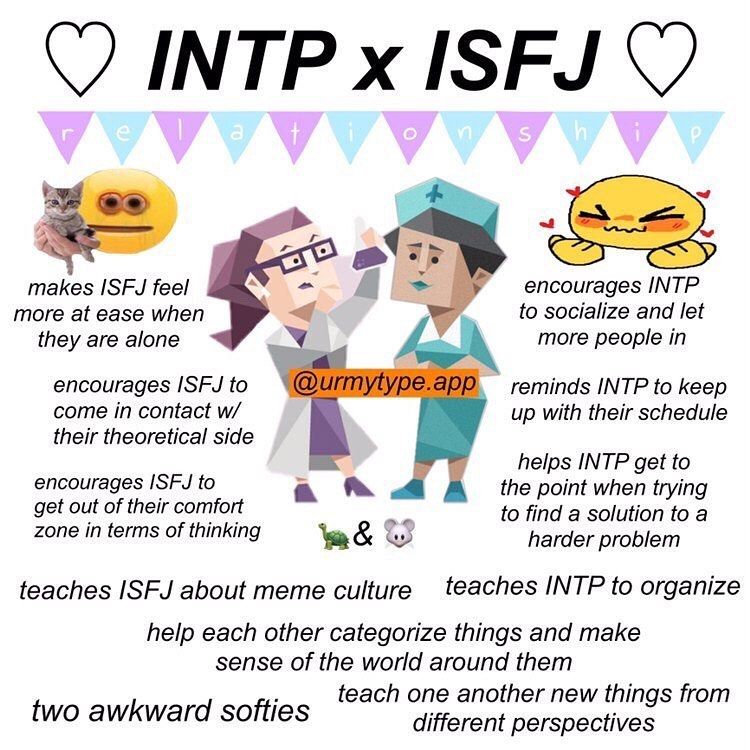 ♡ INTP x ISFJ ♡
relationship
makes ISFJ feel
more at ease when
they are alone
encourages ISFJ to
come in contact w/
their theoretical side
encourages ISFJ to
get out of their comfort
zone in terms of thinking
@urmytype.app
encourages INTP
to socialize and let
more people in
reminds INTP to keep
up with their schedule
helps INTP get to
the point when trying
to find a solution to a
harder problem
🐢 & 🐭
teaches ISFJ about meme culture
teaches INTP to organize
help each other categorize things and make
sense of the world around them
two awkward softies
teach one another new things from
different perspectives